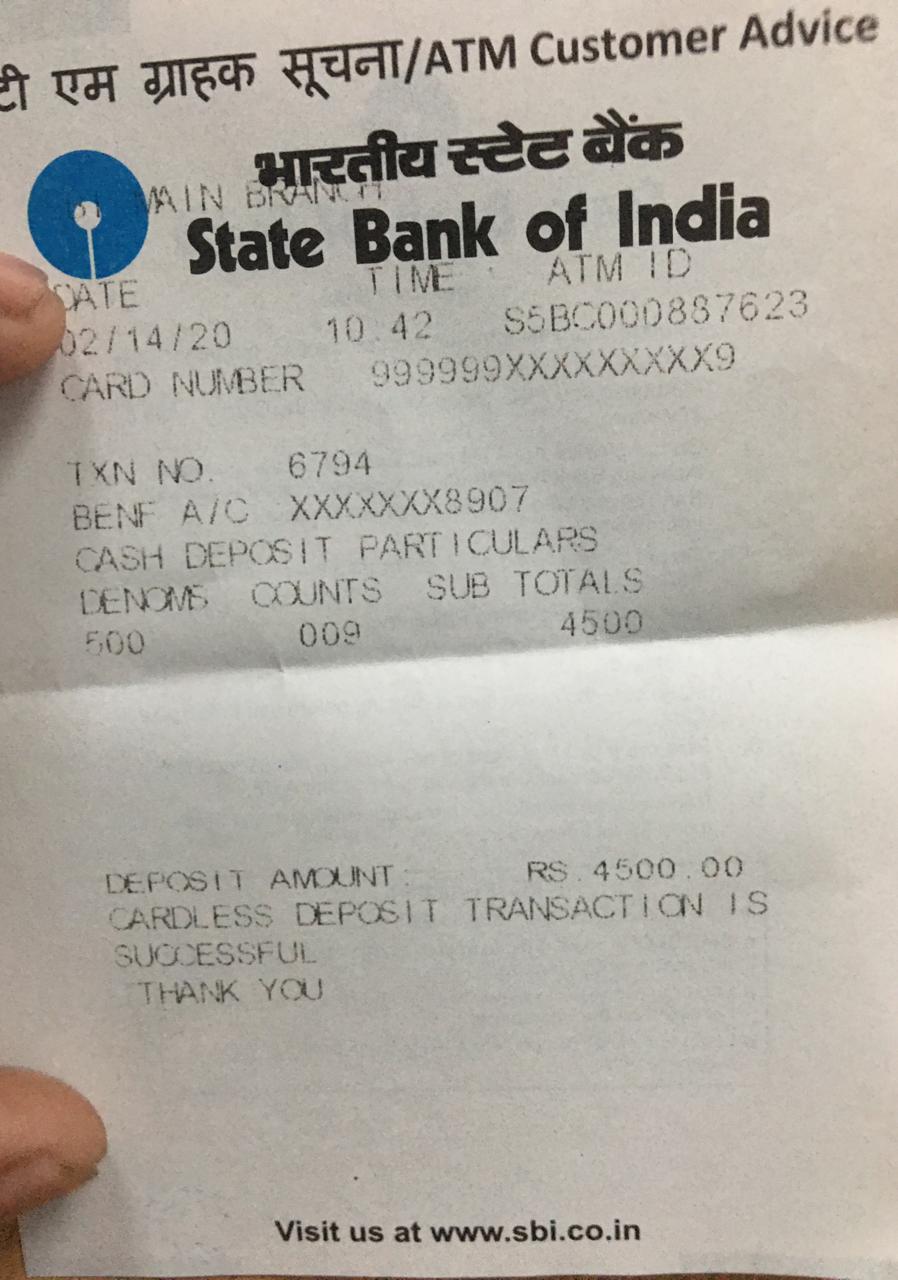 टी एम ग्राहक सूचना/ATM Customer Advice
भारतीय स्टेट बैंक
MAIN BRANCH
State Bank of India
DATE TIME ATM ID
02/14/20 10:42 S5BC000887623
CARD NUMBER 999999XXXXXXXXX9
TXN NO. 6794
BENF A/C XXXXXXX8907
CASH DEPOSIT PARTICULARS
DENOMS COUNTS SUB TOTALS
500 009 4500
DEPOSIT AMOUNT: RS.4500.00
CARDLESS DEPOSIT TRANSACTION IS
SUCCESSFUL
THANK YOU
Visit us at www.sbi.co.in